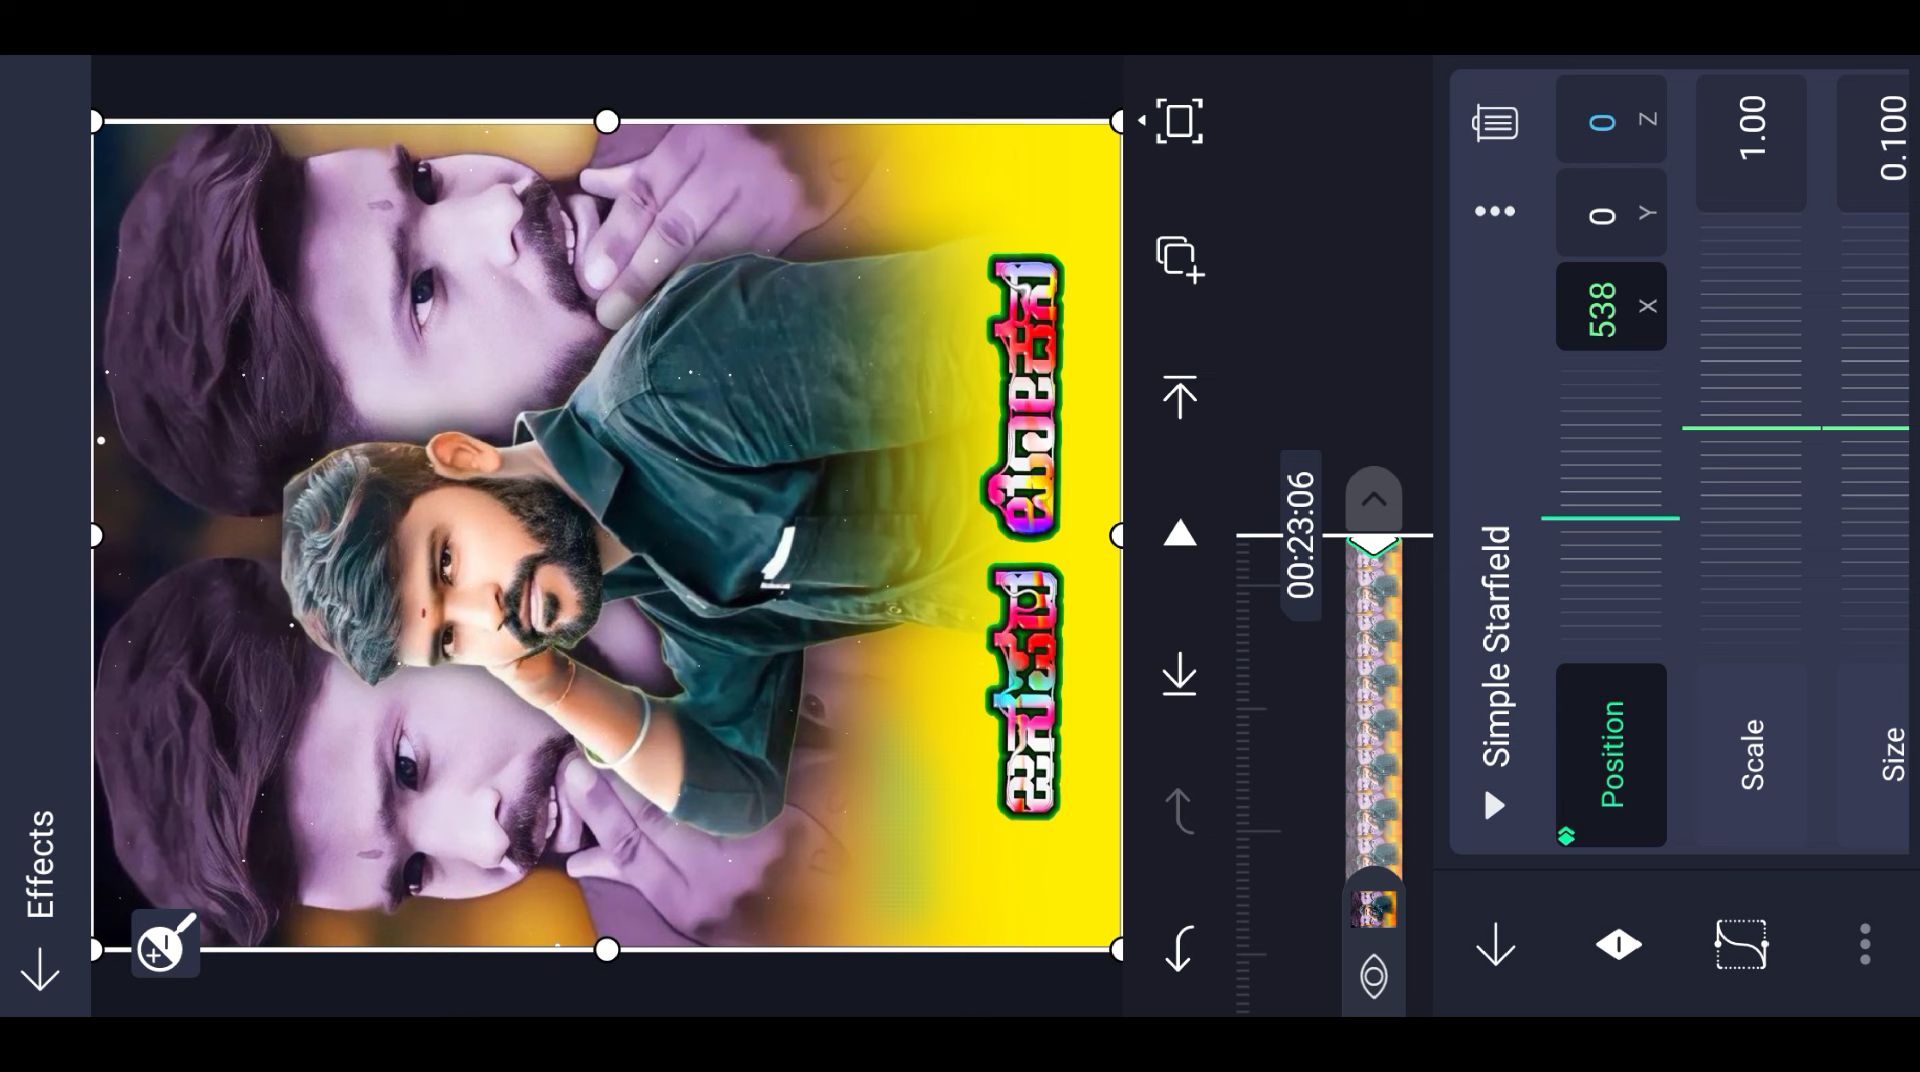 Effects
00:23:06
Simple Starfield
Position 538 0 0
X Y Z
Scale 1.00
Size 0.100